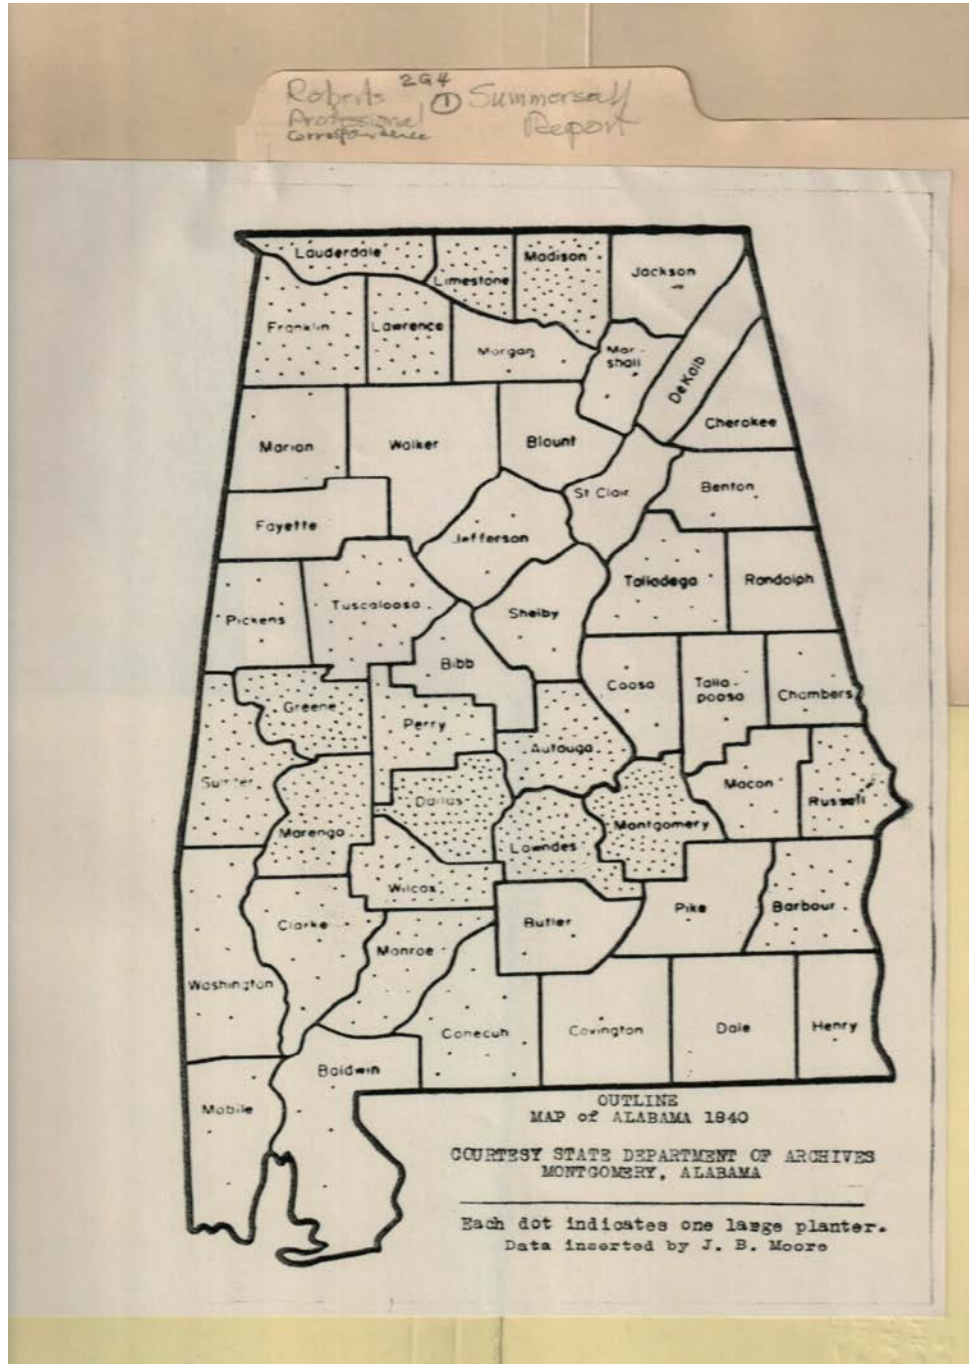 Roberts 2G4 ① Summersell
Professional Report
Correspondence
Lauderdale
Limestone
Madison
Jackson
Franklin
Lawrence
Morgan
Mar-
shall
DeKalb
Cherokee
Marion
Walker
Blount
St Clair
Benton
Fayette
Jefferson
Talladega
Randolph
Pickens
Tuscaloosa
Shelby
Bibb
Coosa
Talla-
poosa
Chambers
Greene
Perry
Autauga
Sumter
Dallas
Macon
Russell
Marengo
Lowndes
Montgomery
Wilcox
Clarke
Monroe
Butler
Pike
Barbour
Washington
Conecuh
Covington
Dale
Henry
Baldwin
Mobile
OUTLINE
MAP of ALABAMA 1840
COURTESY STATE DEPARTMENT OF ARCHIVES
MONTGOMERY, ALABAMA
Each dot indicates one large planter.
Data inserted by J. B. Moore